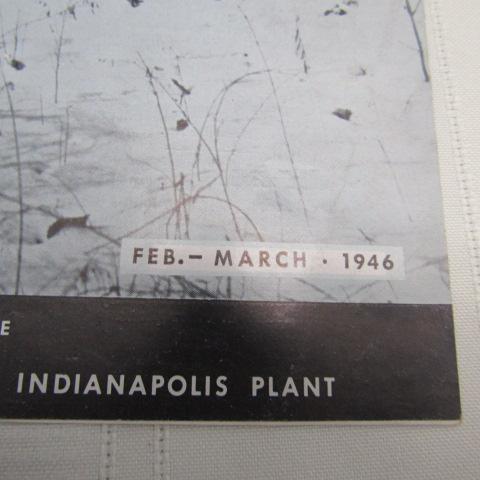 FEB.— MARCH · 1946
E
INDIANAPOLIS PLANT